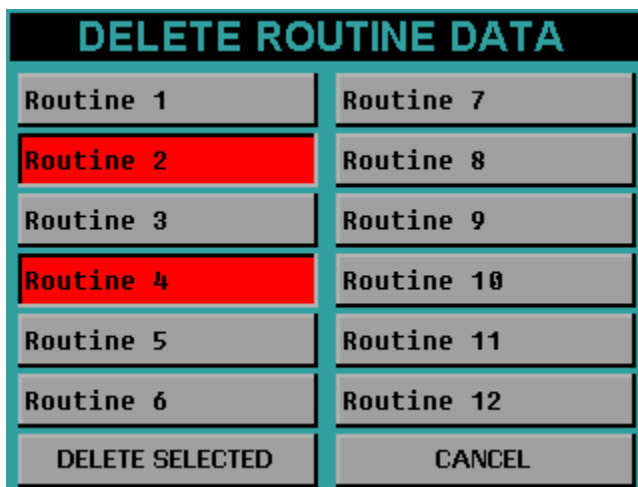 DELETE ROUTINE DATA
Routine 1
Routine 2
Routine 3
Routine 4
Routine 5
Routine 6
Routine 7
Routine 8
Routine 9
Routine 10
Routine 11
Routine 12
DELETE SELECTED
CANCEL